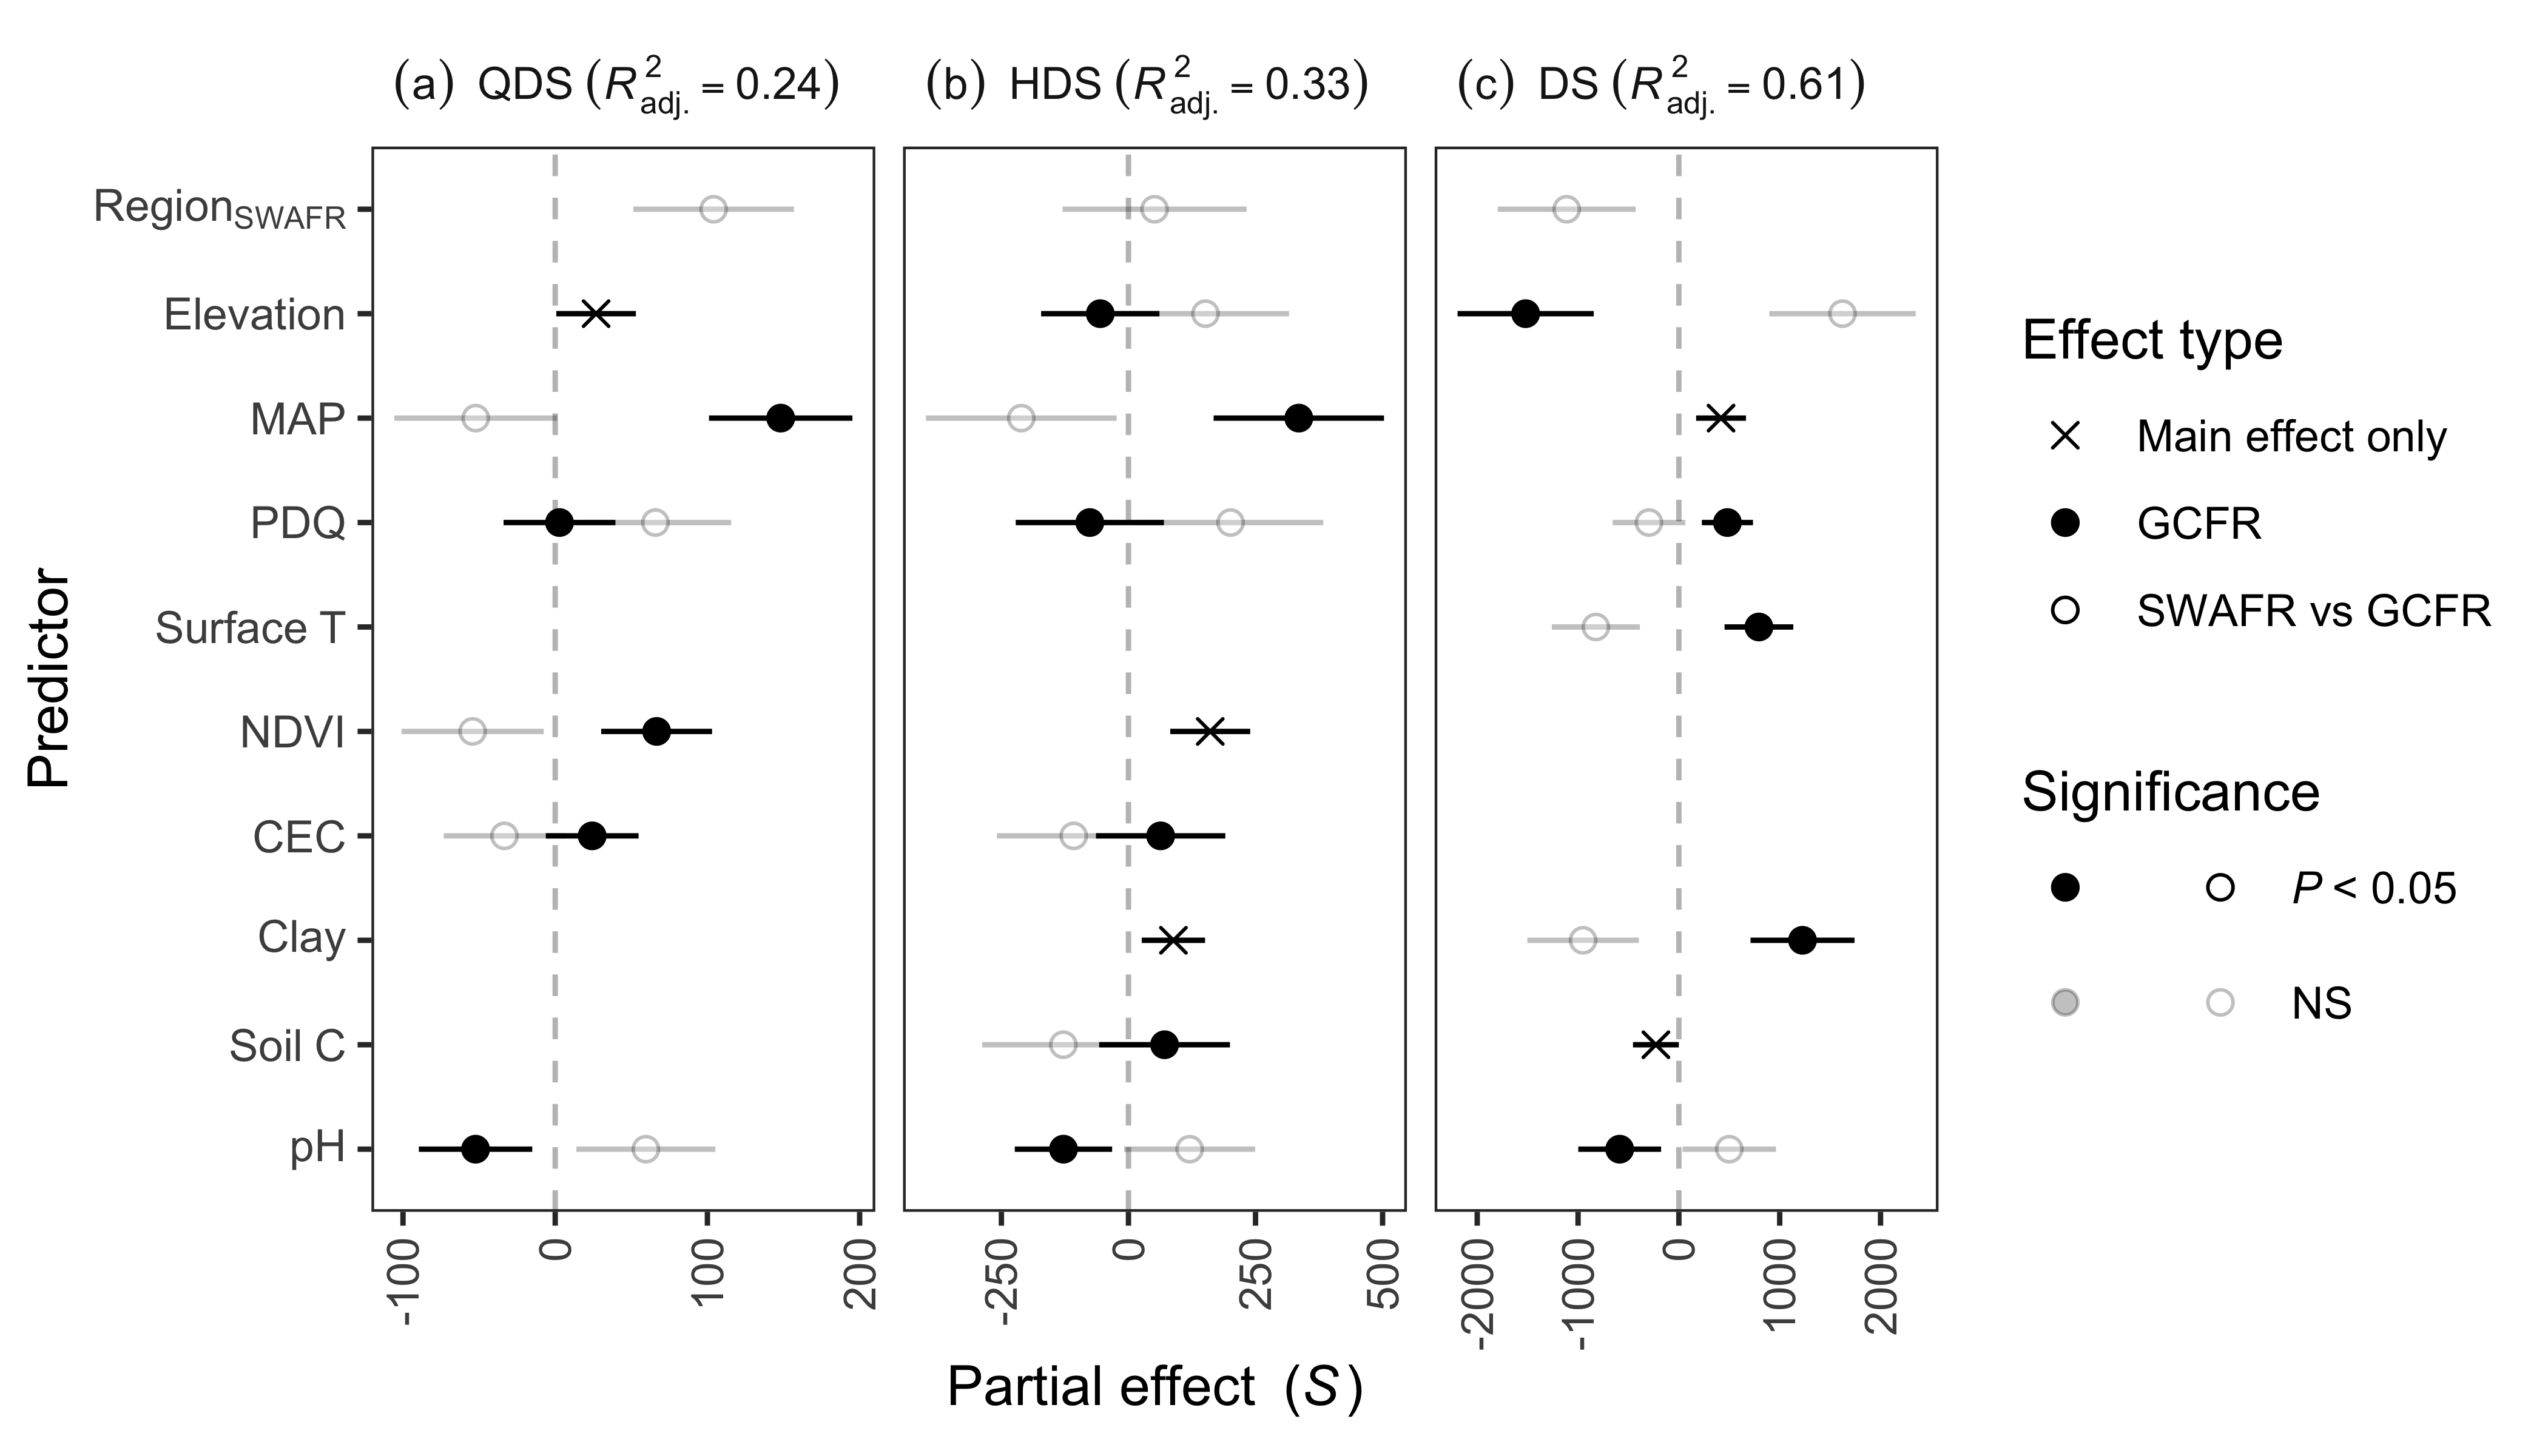 (a) QDS (R²adj. = 0.24)
(b) HDS (R²adj. = 0.33)
(c) DS (R²adj. = 0.61)
Predictor
RegionSWAFR
Elevation
MAP
PDQ
Surface T
NDVI
CEC
Clay
Soil C
pH
-100 0 100 200
-250 0 250 500
-2000 -1000 0 1000 2000
Partial effect (S)
Effect type
Main effect only
GCFR
SWAFR vs GCFR
Significance
P < 0.05
NS